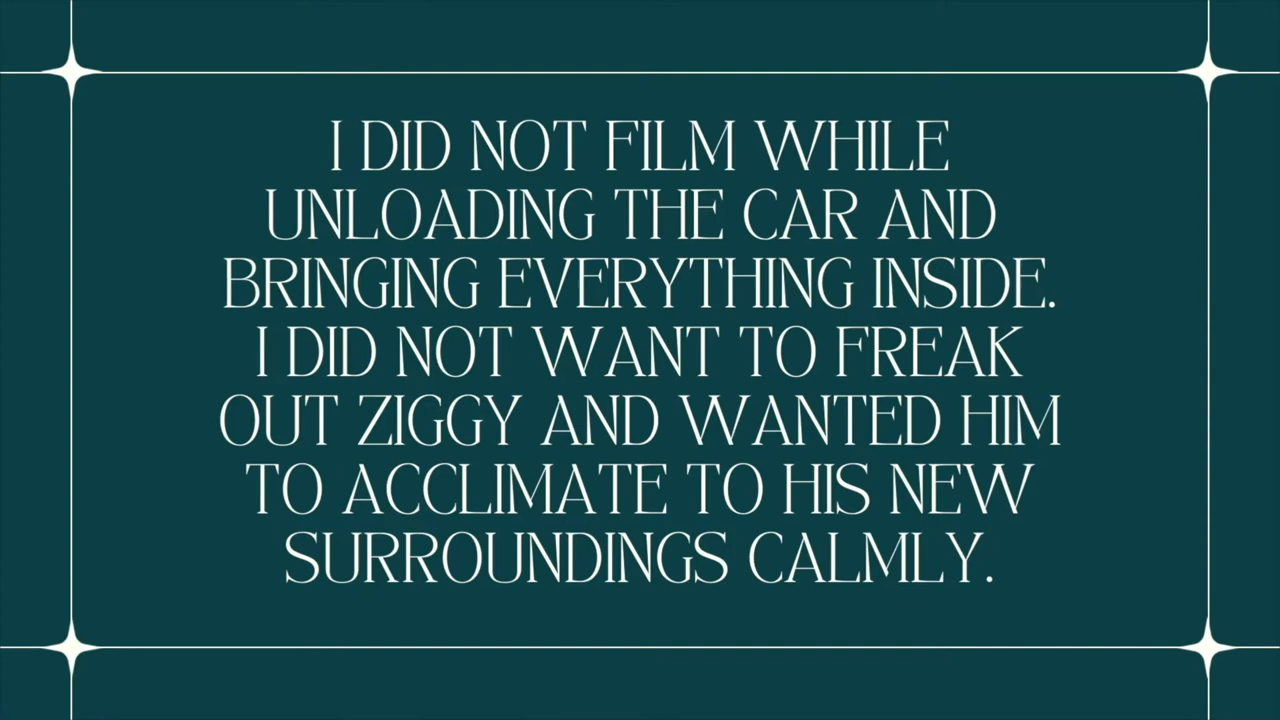 I DID NOT FILM WHILE
UNLOADING THE CAR AND
BRINGING EVERYTHING INSIDE.
I DID NOT WANT TO FREAK
OUT ZIGGY AND WANTED HIM
TO ACCLIMATE TO HIS NEW
SURROUNDINGS CALMLY.